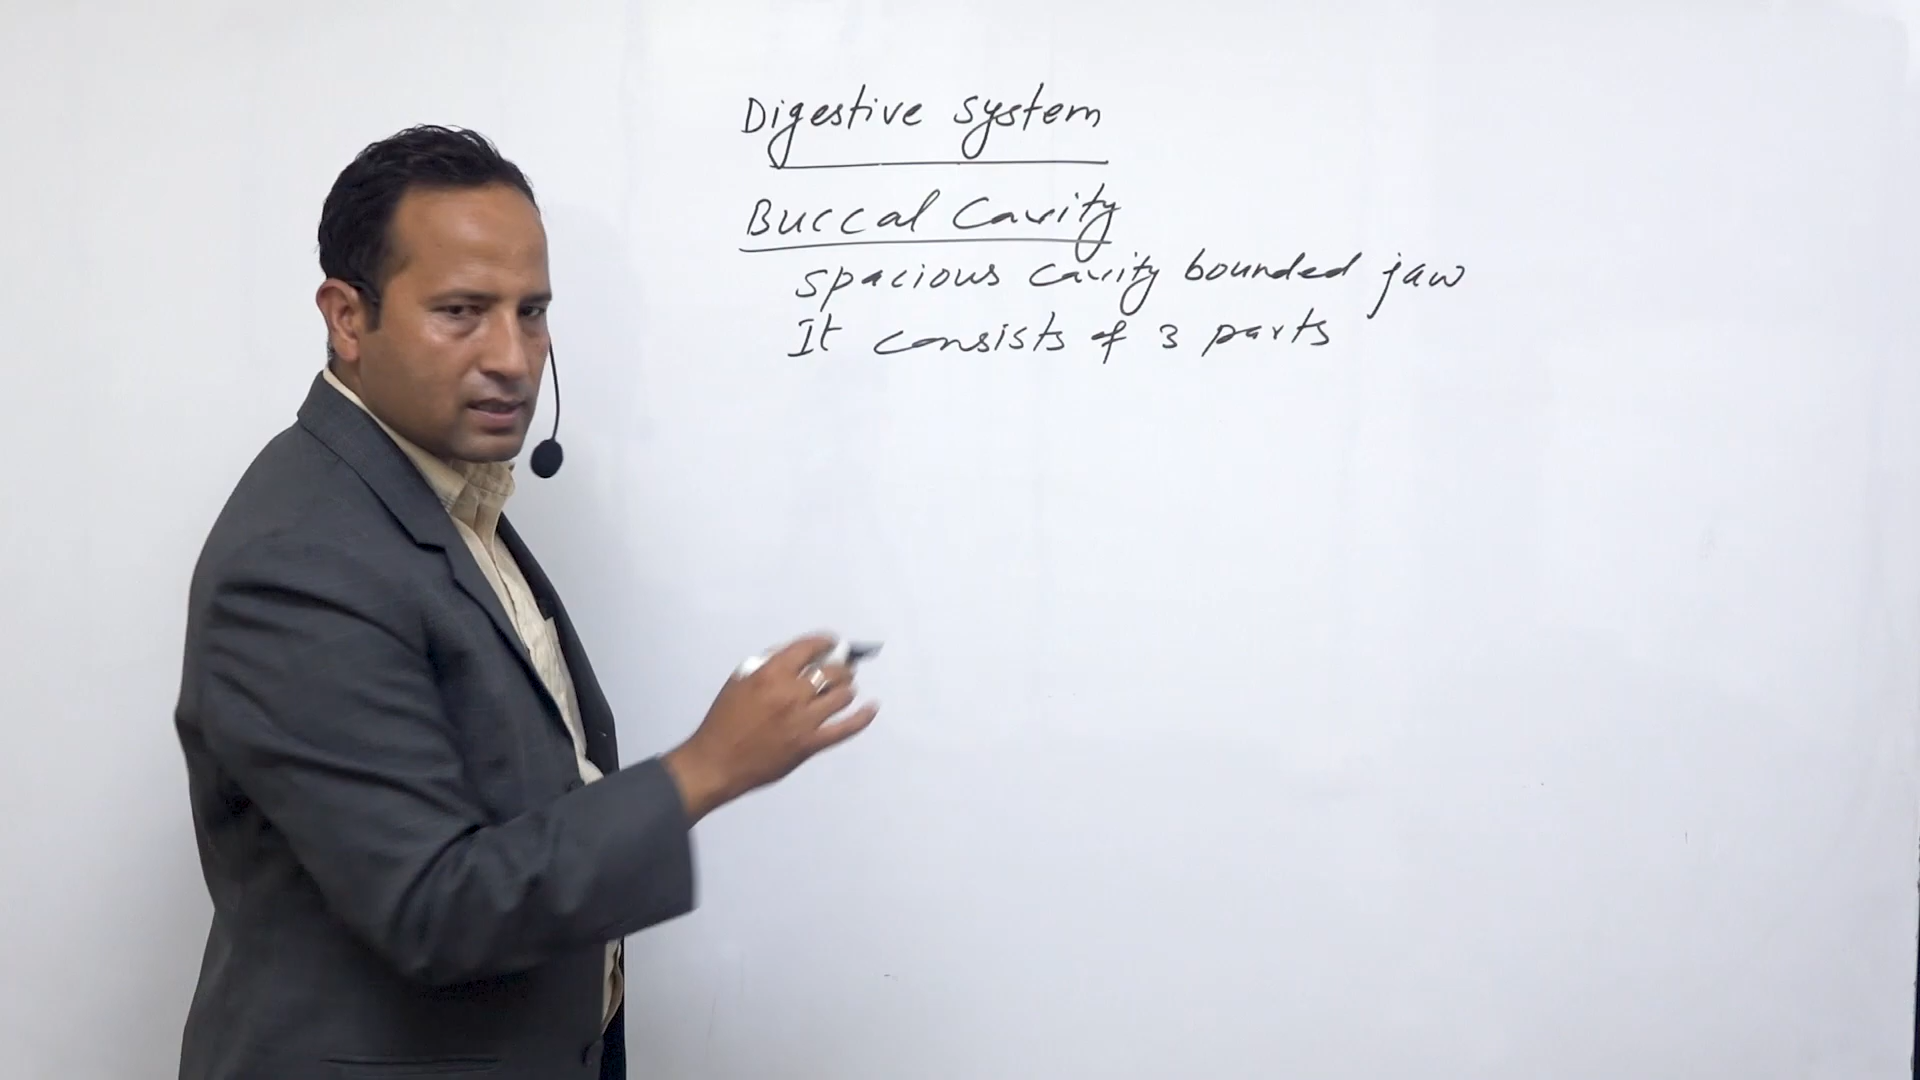 Digestive system
Buccal Cavity
spacious cavity bounded jaw
It consists of 3 parts